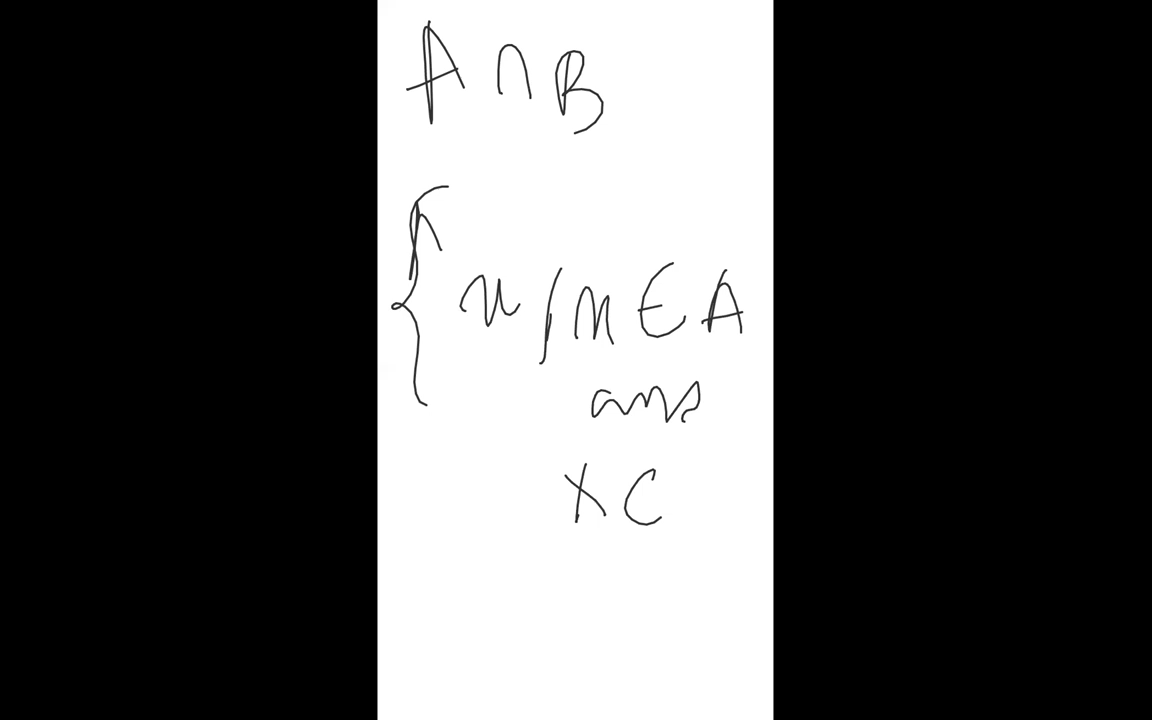 A ∩ B
{ x / x ∈ A
and
x C